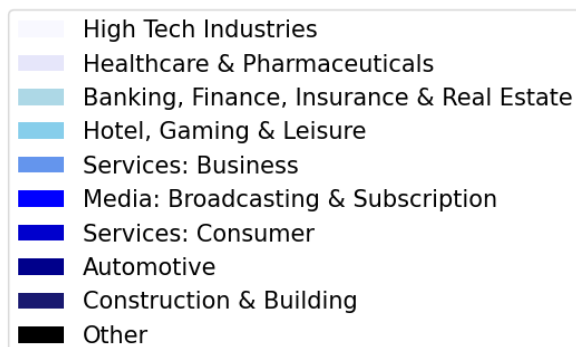 High Tech Industries
Healthcare & Pharmaceuticals
Banking, Finance, Insurance & Real Estate
Hotel, Gaming & Leisure
Services: Business
Media: Broadcasting & Subscription
Services: Consumer
Automotive
Construction & Building
Other